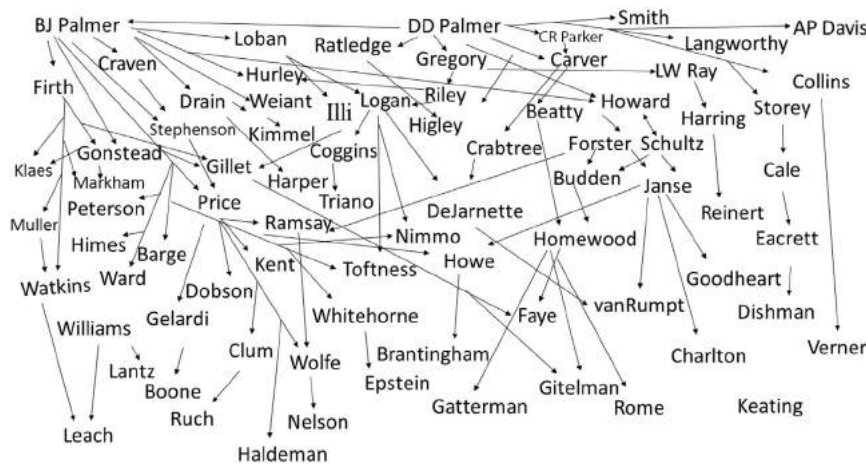 BJ Palmer
DD Palmer
Smith
AP Davis
Loban
Ratledge
CR Parker
Langworthy
Craven
Gregory
Carver
Hurley
LW Ray
Collins
Firth
Drain
Weiant
Illi
Logan
Riley
Beatty
Howard
Storey
Stephenson
Kimmel
Higley
Harring
Klaes
Gonstead
Gillet
Coggins
Crabtree
Forster
Schultz
Cale
Markham
Harper
Budden
Janse
Peterson
Price
Triano
DeJarnette
Reinert
Muller
Ramsay
Nimmo
Homewood
Eacrett
Himes
Barge
Kent
Toftness
Howe
Watkins
Ward
Goodheart
Dobson
vanRumpt
Dishman
Williams
Gelardi
Whitehorne
Faye
Clum
Wolfe
Brantingham
Charlton
Verner
Lantz
Boone
Epstein
Gitelman
Ruch
Nelson
Gatterman
Rome
Keating
Leach
Haldeman